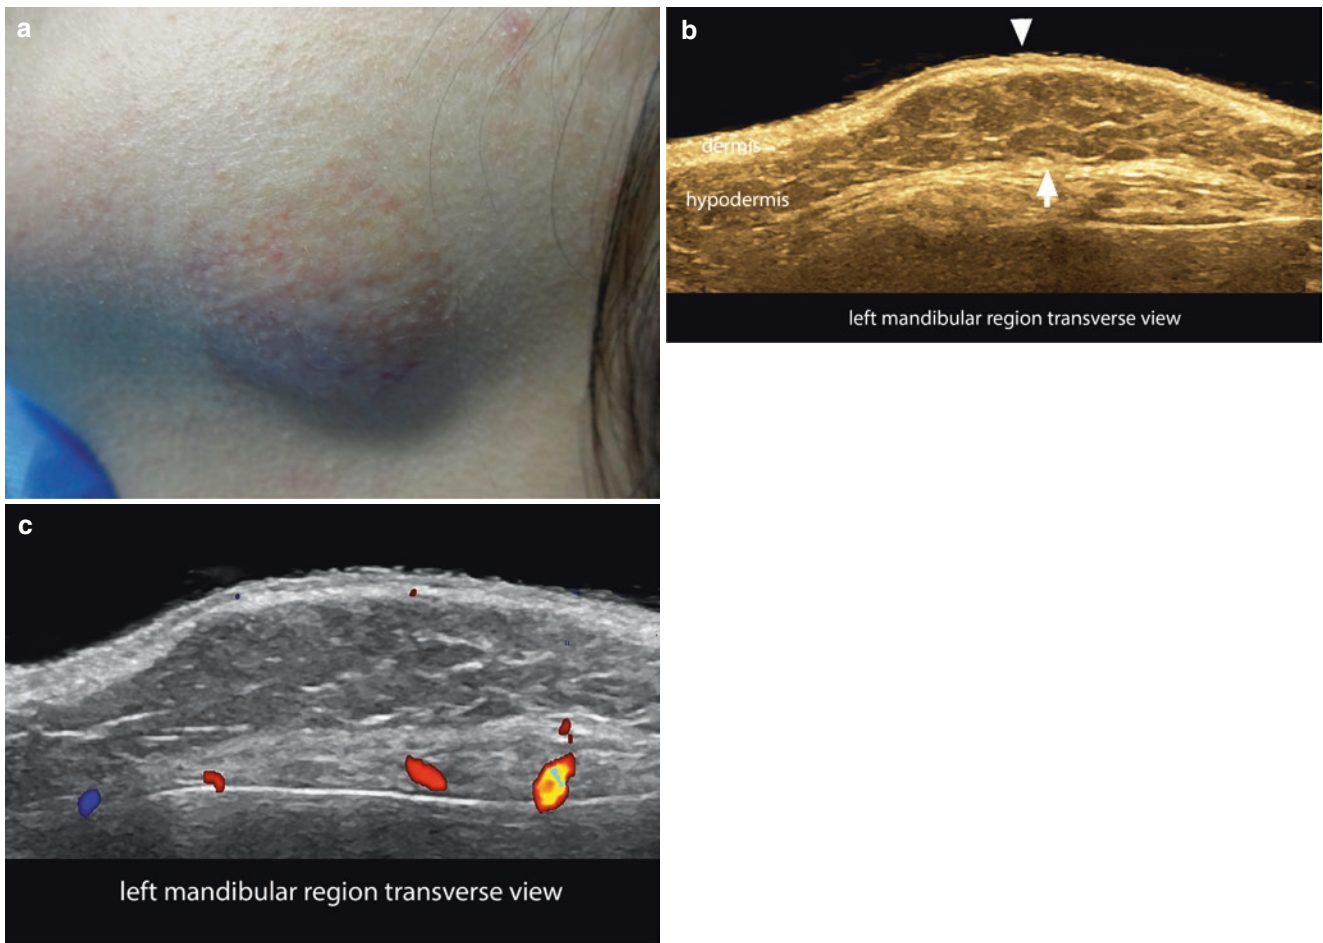 a
b
dermis
hypodermis
left mandibular region transverse view
c
left mandibular region transverse view